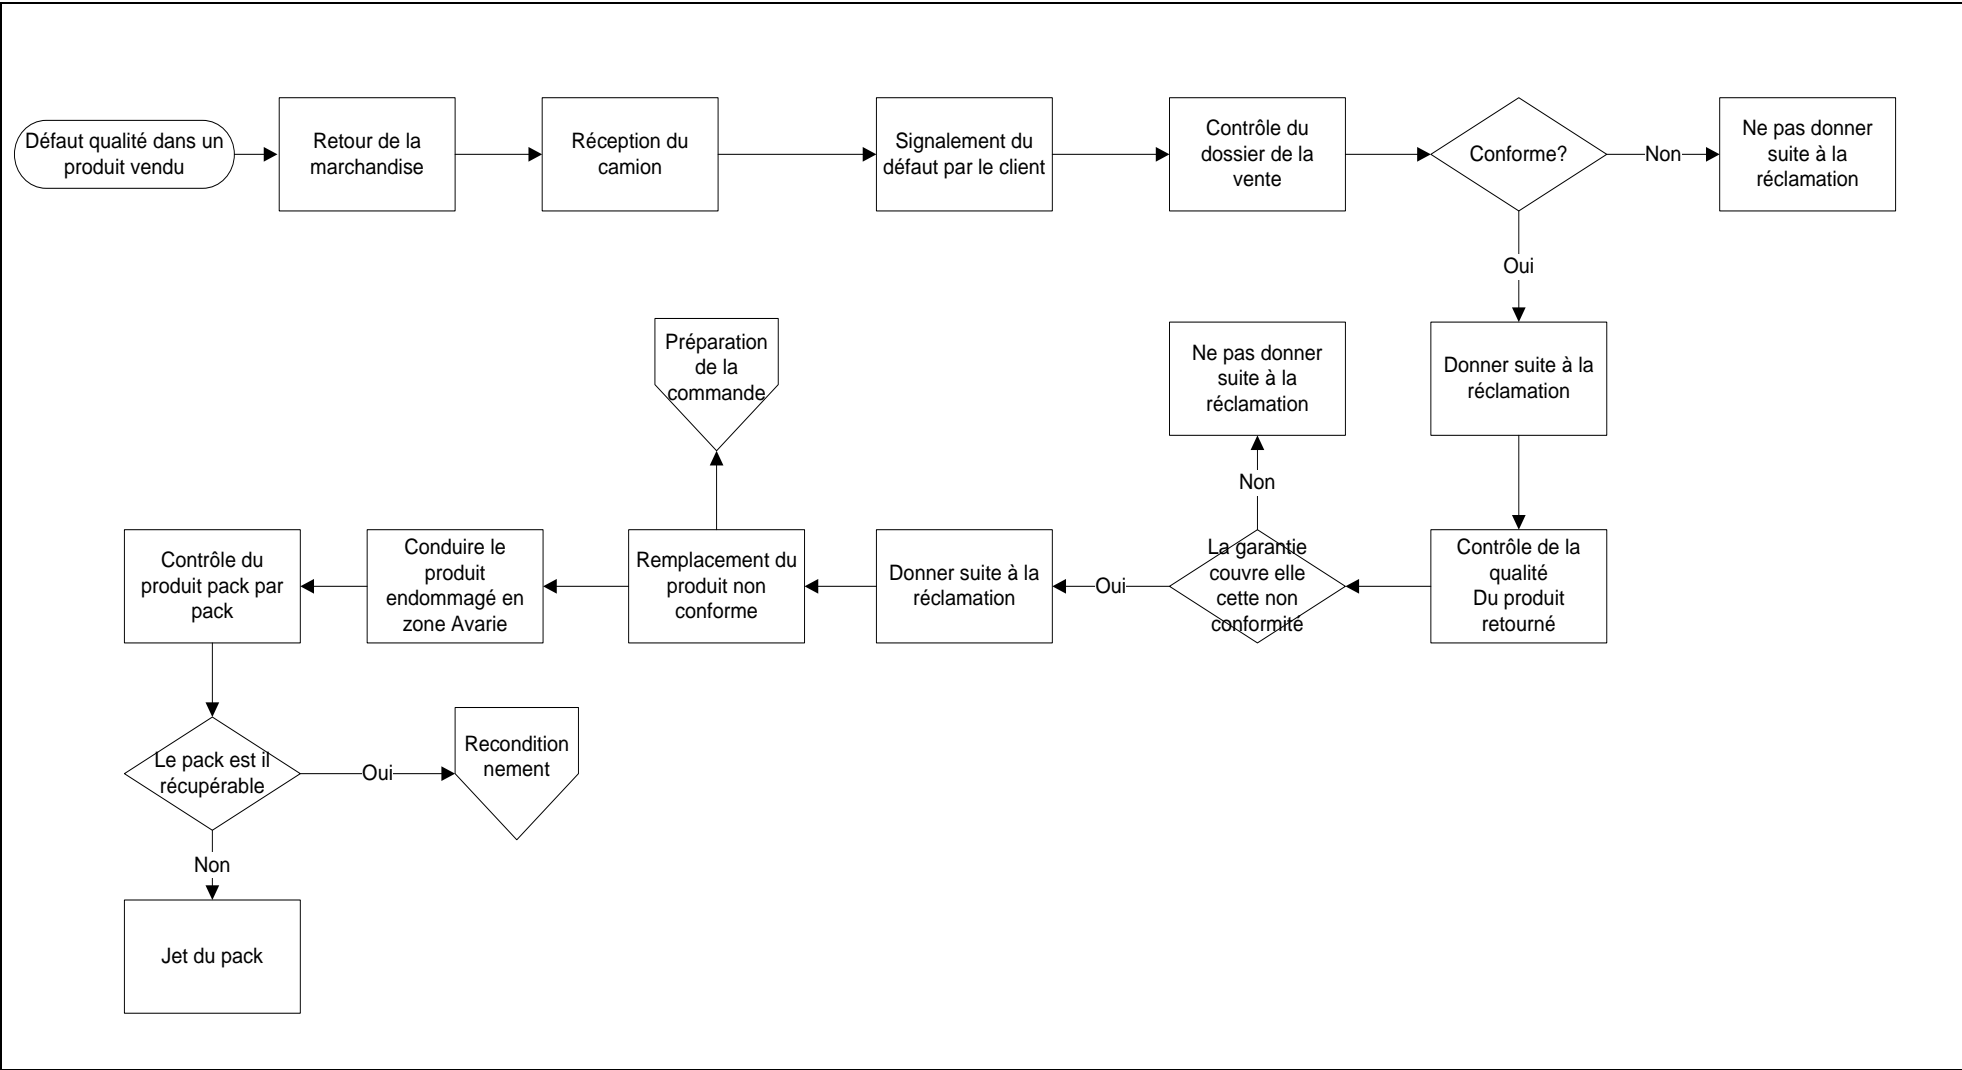 Défaut qualité dans un
produit vendu
Retour de la
marchandise
Réception du
camion
Signalement du
défaut par le client
Contrôle du
dossier de la
vente
Conforme?
Non
Ne pas donner
suite à la
réclamation
Oui
Donner suite à la
réclamation
Contrôle de la
qualité
Du produit
retourné
La garantie
couvre elle
cette non
conformité
Non
Ne pas donner
suite à la
réclamation
Oui
Donner suite à la
réclamation
Remplacement du
produit non
conforme
Préparation
de la
commande
Conduire le
produit
endommagé en
zone Avarie
Contrôle du
produit pack par
pack
Le pack est il
récupérable
Oui
Recondition
nement
Non
Jet du pack